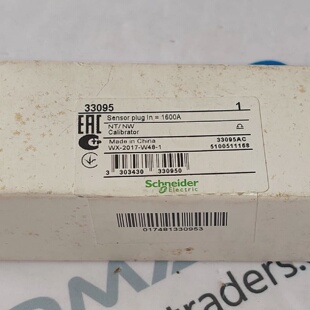 33095 1
Sensor plug In = 1600A
EAC
NT/ NW
Calibrator
Made in China 33095AC
WX-2017-W48-1 5100511168
3 303430 330950
Schneider
Electric
017481330953
traders.